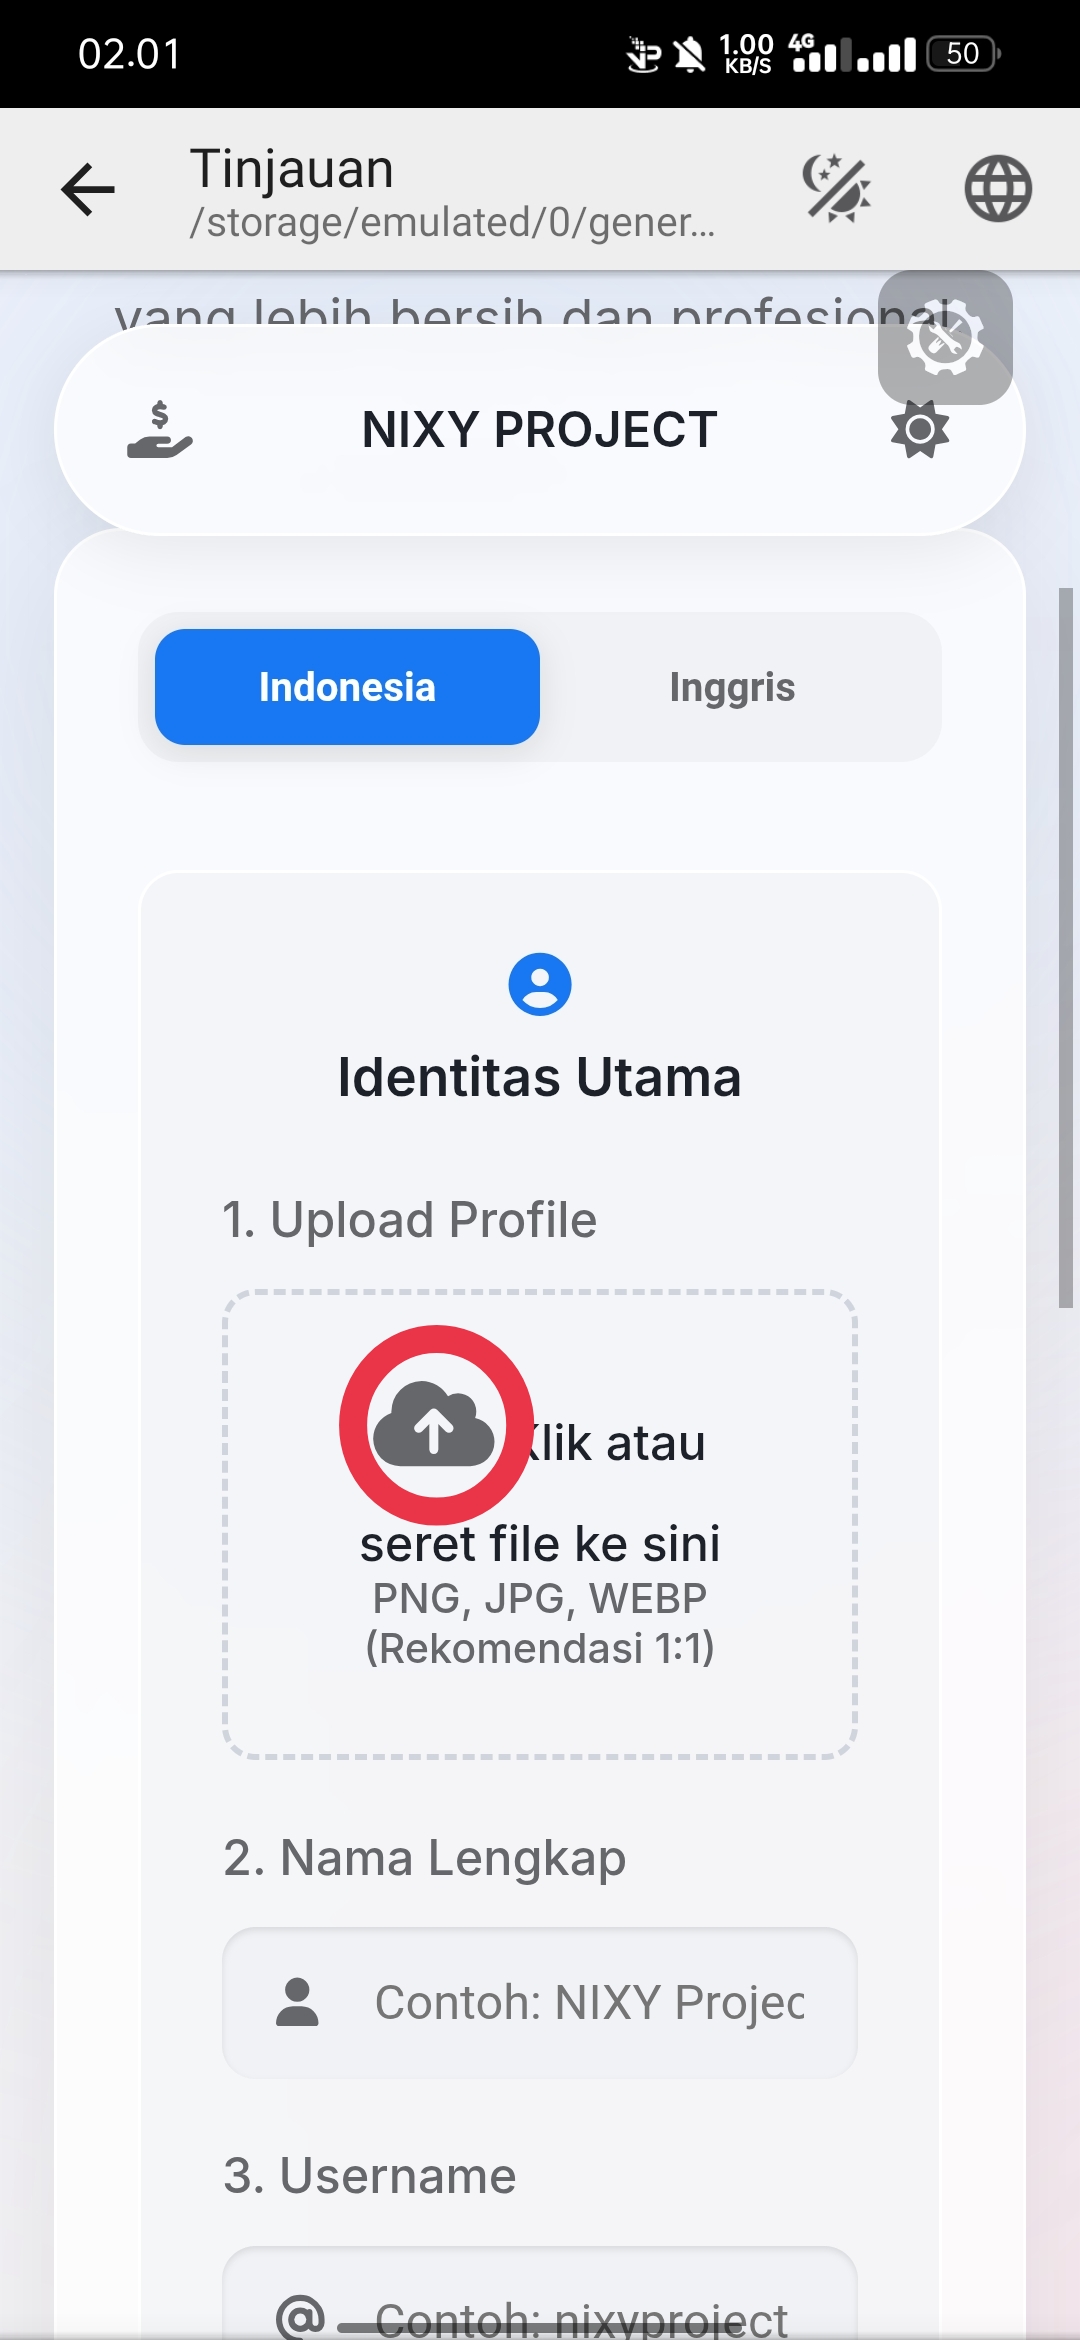 02.01
1.00
KB/S
4G
50
Tinjauan
/storage/emulated/0/gener...
yang lebih bersih dan profesional
NIXY PROJECT
Indonesia
Inggris
Identitas Utama
1. Upload Profile
Klik atau
seret file ke sini
PNG, JPG, WEBP
(Rekomendasi 1:1)
2. Nama Lengkap
Contoh: NIXY Projec
3. Username
@ Contoh: nixyproject